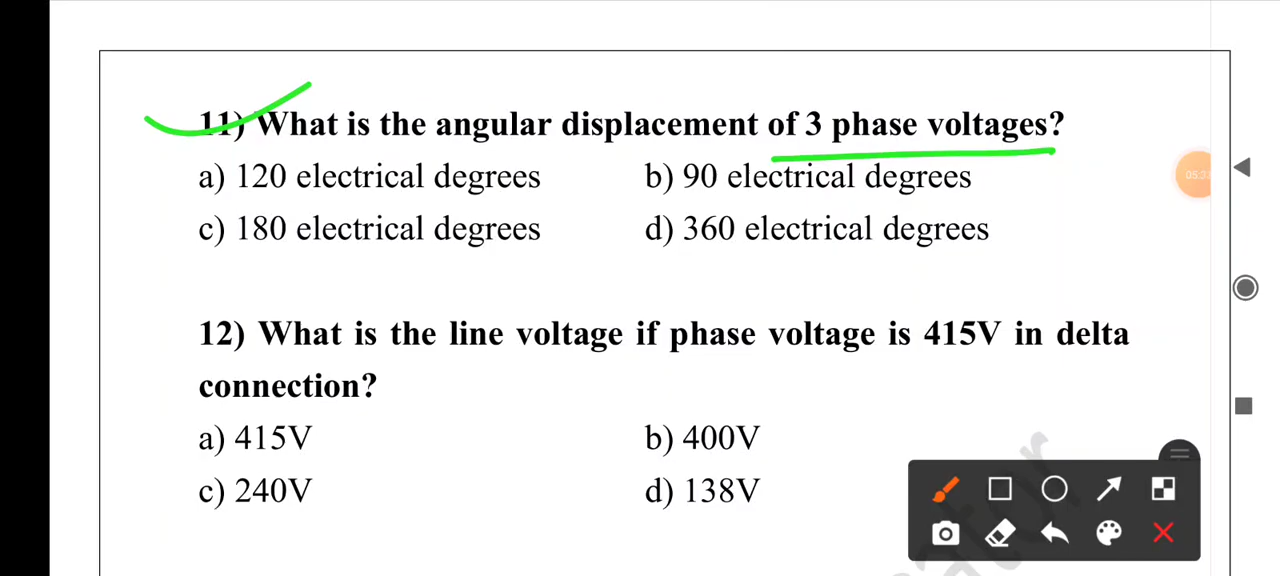 11) What is the angular displacement of 3 phase voltages?
a) 120 electrical degrees b) 90 electrical degrees
c) 180 electrical degrees d) 360 electrical degrees
12) What is the line voltage if phase voltage is 415V in delta
connection?
a) 415V b) 400V
c) 240V d) 138V